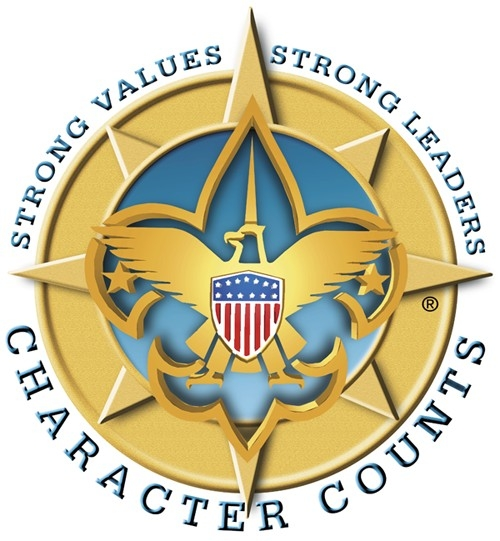 STRONG VALUES STRONG LEADERS
CHARACTER COUNTS
®